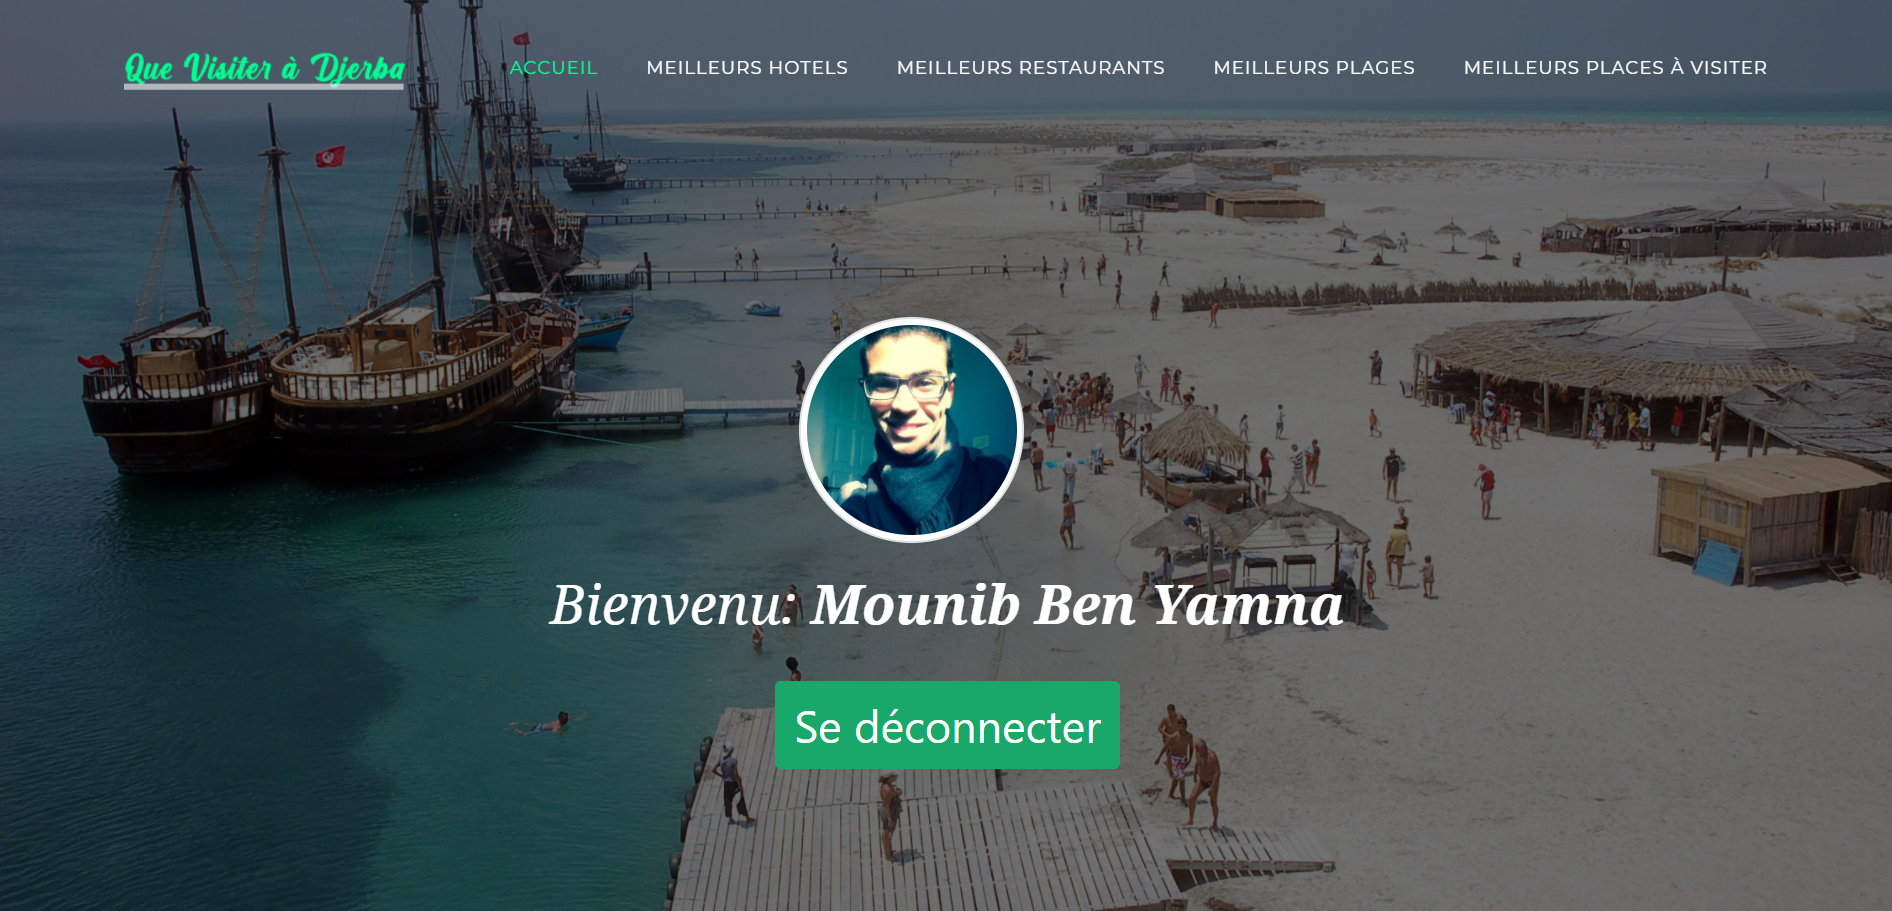 Que Visiter à Djerba
ACCUEIL MEILLEURS HOTELS MEILLEURS RESTAURANTS MEILLEURS PLAGES MEILLEURS PLACES À VISITER
Bienvenu: Mounib Ben Yamna
Se déconnecter